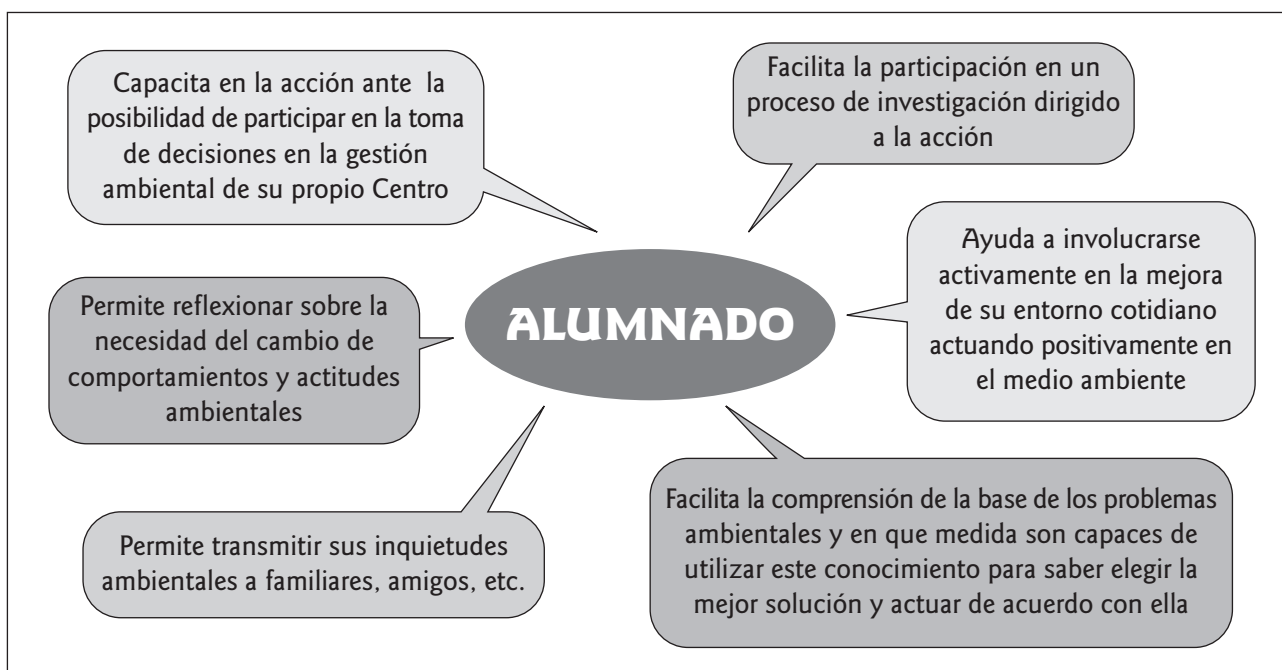 Capacita en la acción ante la
posibilidad de participar en la toma
de decisiones en la gestión
ambiental de su propio Centro
Facilita la participación en un
proceso de investigación dirigido
a la acción
Ayuda a involucrarse
activamente en la mejora
de su entorno cotidiano
actuando positivamente en
el medio ambiente
ALUMNADO
Permite reflexionar sobre la
necesidad del cambio de
comportamientos y actitudes
ambientales
Permite transmitir sus inquietudes
ambientales a familiares, amigos, etc.
Facilita la comprensión de la base de los problemas
ambientales y en que medida son capaces de
utilizar este conocimiento para saber elegir la
mejor solución y actuar de acuerdo con ella